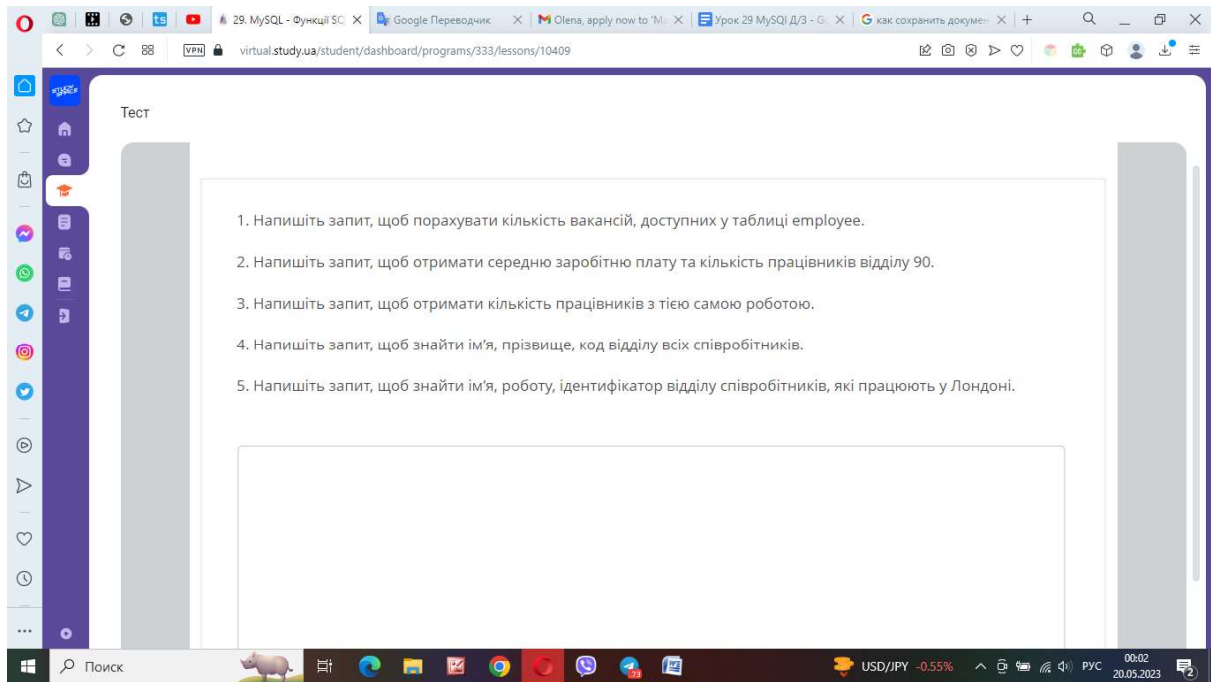 29. MySQL - Функції SQ
Google Переводчик
Olena, apply now to 'Ma
Урок 29 MySQl Д/З - Go
как сохранить докумен
VPN
virtual.study.ua/student/dashboard/programs/333/lessons/10409
Тест
1. Напишіть запит, щоб порахувати кількість вакансій, доступних у таблиці employee.
2. Напишіть запит, щоб отримати середню заробітну плату та кількість працівників відділу 90.
3. Напишіть запит, щоб отримати кількість працівників з тією самою роботою.
4. Напишіть запит, щоб знайти ім'я, прізвище, код відділу всіх співробітників.
5. Напишіть запит, щоб знайти ім'я, роботу, ідентифікатор відділу співробітників, які працюють у Лондоні.
Поиск
USD/JPY -0.55%
РУС
00:02
20.05.2023